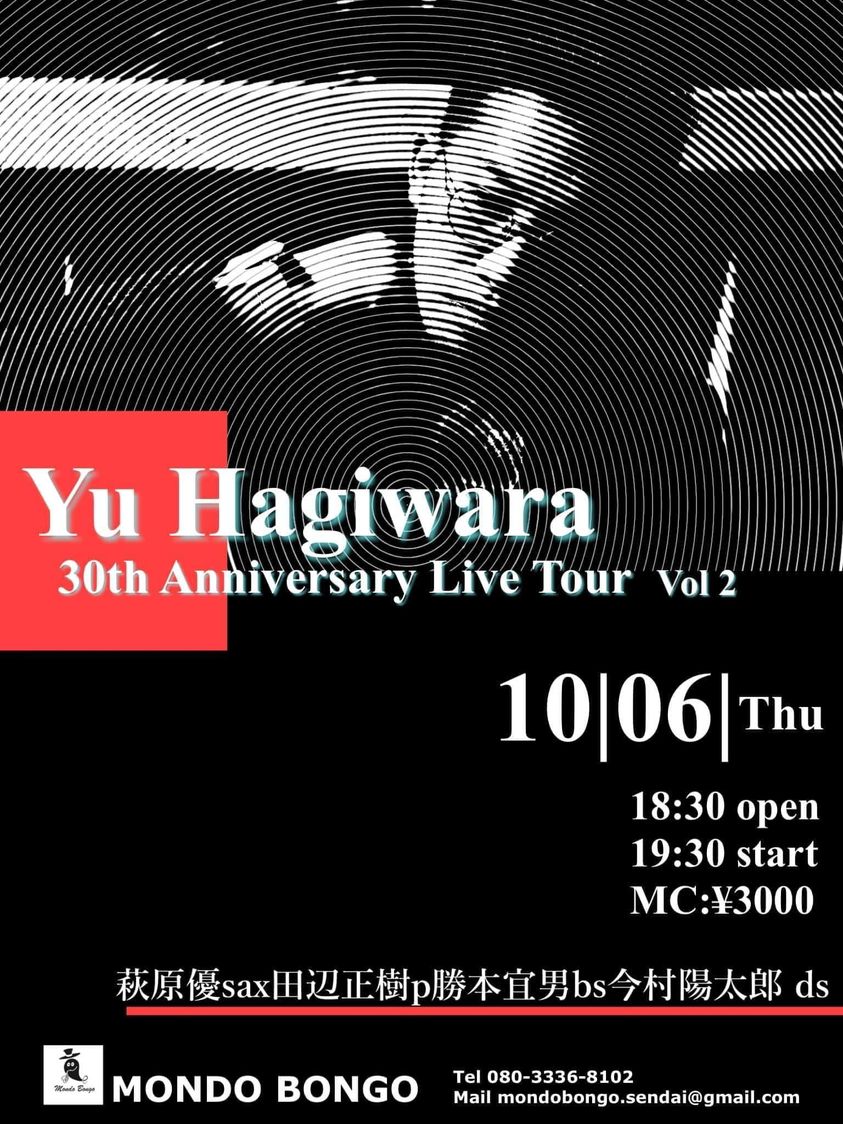 Yu Hagiwara
30th Anniversary Live Tour Vol 2
10|06|Thu
18:30 open
19:30 start
MC:¥3000
萩原優sax田辺正樹p勝本宜男bs今村陽太郎 ds
Mondo Bongo
MONDO BONGO
Tel 080-3336-8102
Mail mondobongo.sendai@gmail.com